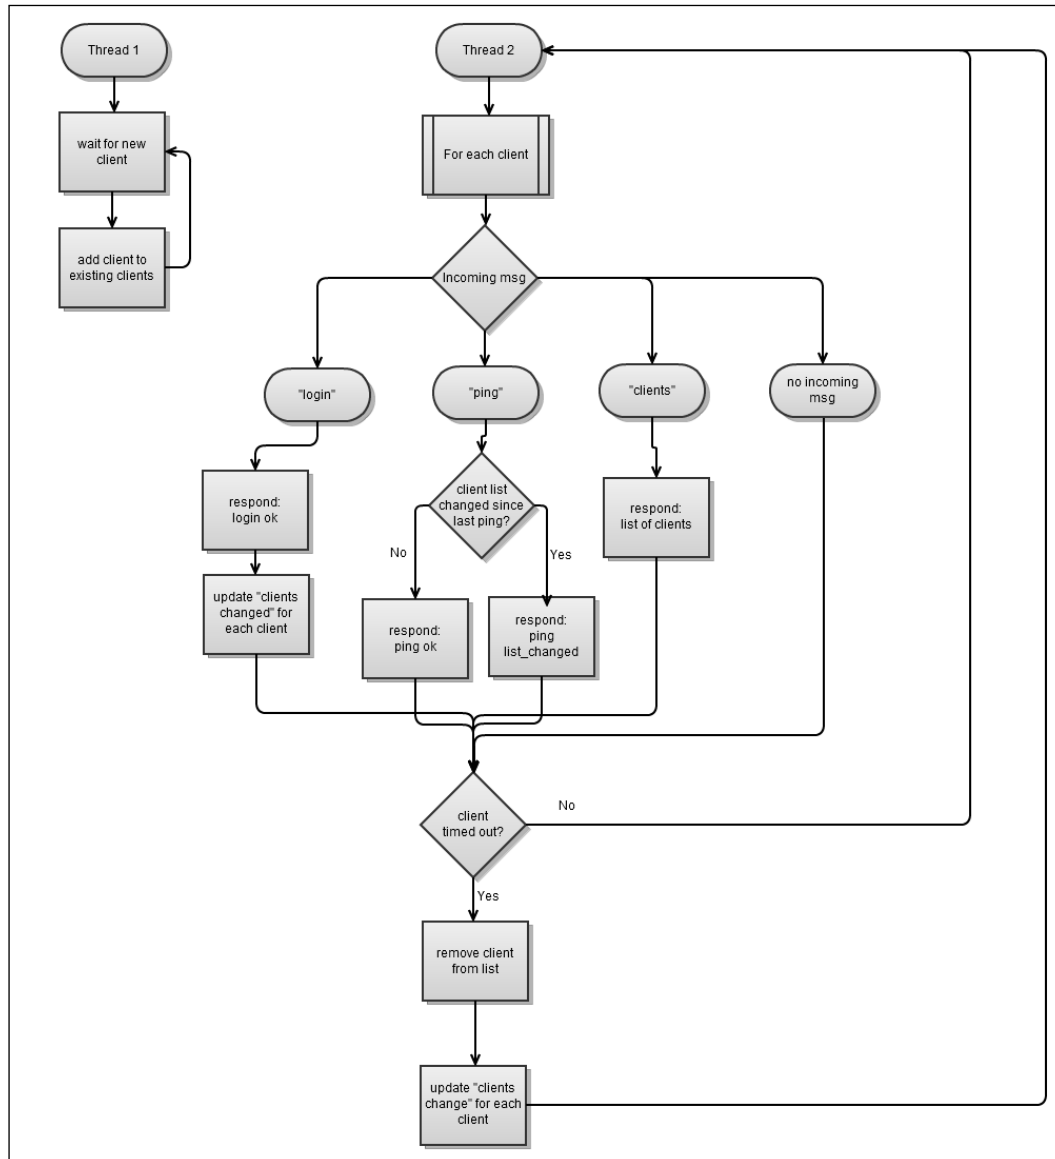 Thread 1
wait for new
client
add client to
existing clients
Thread 2
For each client
Incoming msg
"login"
"ping"
"clients"
no incoming
msg
respond:
login ok
update "clients
changed" for
each client
client list
changed since
last ping?
No
Yes
respond:
ping ok
respond:
ping
list_changed
respond:
list of clients
client
timed out?
No
Yes
remove client
from list
update "clients
change" for each
client